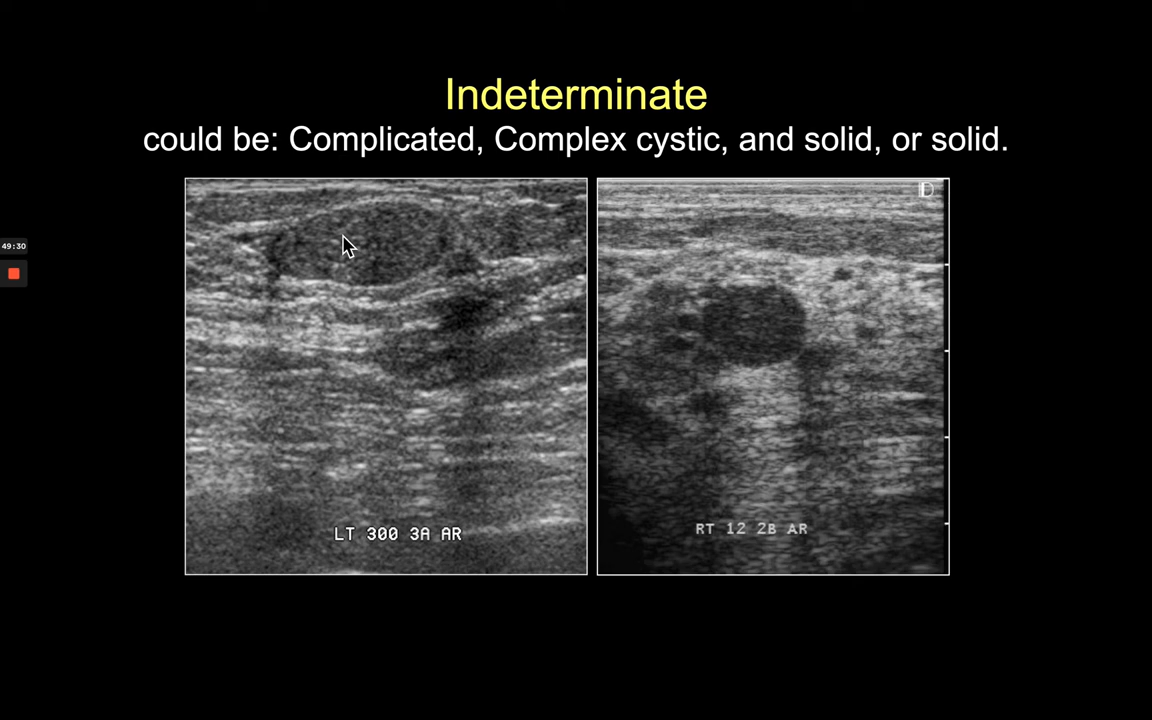 Indeterminate
could be: Complicated, Complex cystic, and solid, or solid.
49:30
LT 300 3A AR
RT 12 2B AR